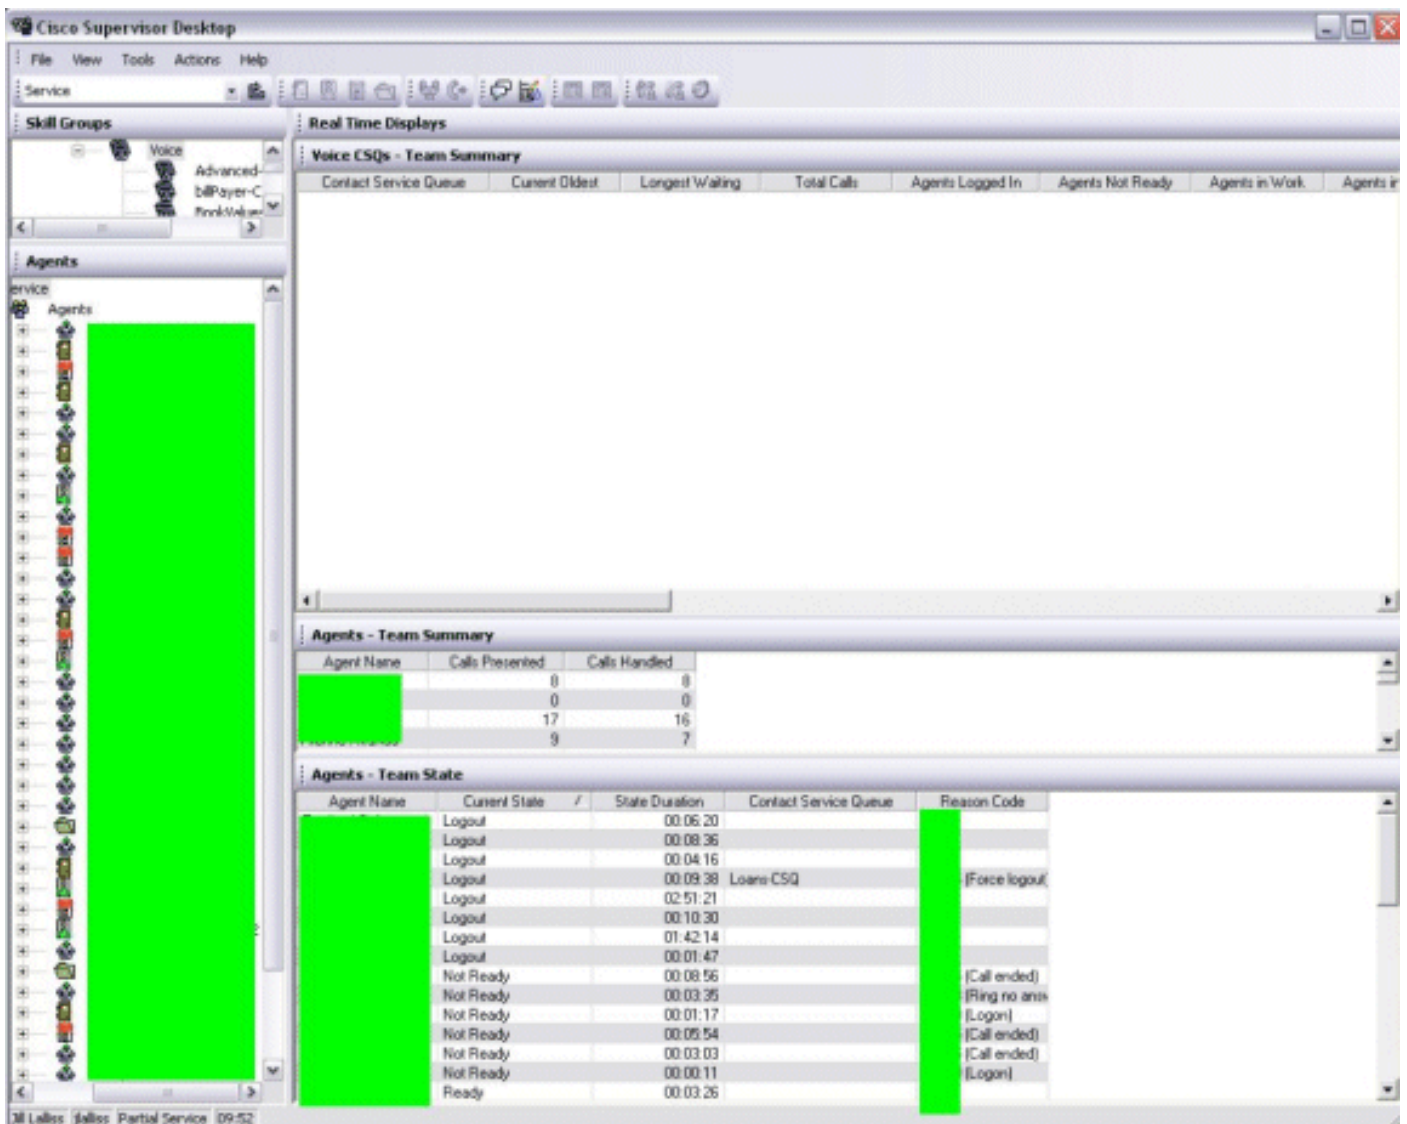 Cisco Supervisor Desktop
File View Tools Actions Help
Service
Skill Groups
Voice
Advanced-
billPayer-C
BookValue
Agents
ervice
Agents
Real Time Displays
Voice CSQs - Team Summary
Contact Service Queue Current Oldest Longest Waiting Total Calls Agents Logged In Agents Not Ready Agents in Work Agents ir
Agents - Team Summary
Agent Name Calls Presented Calls Handled
8 8
0 0
17 16
9 7
Agents - Team State
Agent Name Current State / State Duration Contact Service Queue Reason Code
Logout 00:06:20
Logout 00:08:36
Logout 00:04:16
Logout 00:09:38 Loans-CSQ (Force logout)
Logout 02:51:21
Logout 00:10:30
Logout 01:42:14
Logout 00:01:47
Not Ready 00:08:56 (Call ended)
Not Ready 00:03:35 (Ring no answ
Not Ready 00:01:17 (Logon)
Not Ready 00:05:54 (Call ended)
Not Ready 00:03:03 (Call ended)
Not Ready 00:00:11 (Logon)
Ready 00:03:26
Partial Service 09:52